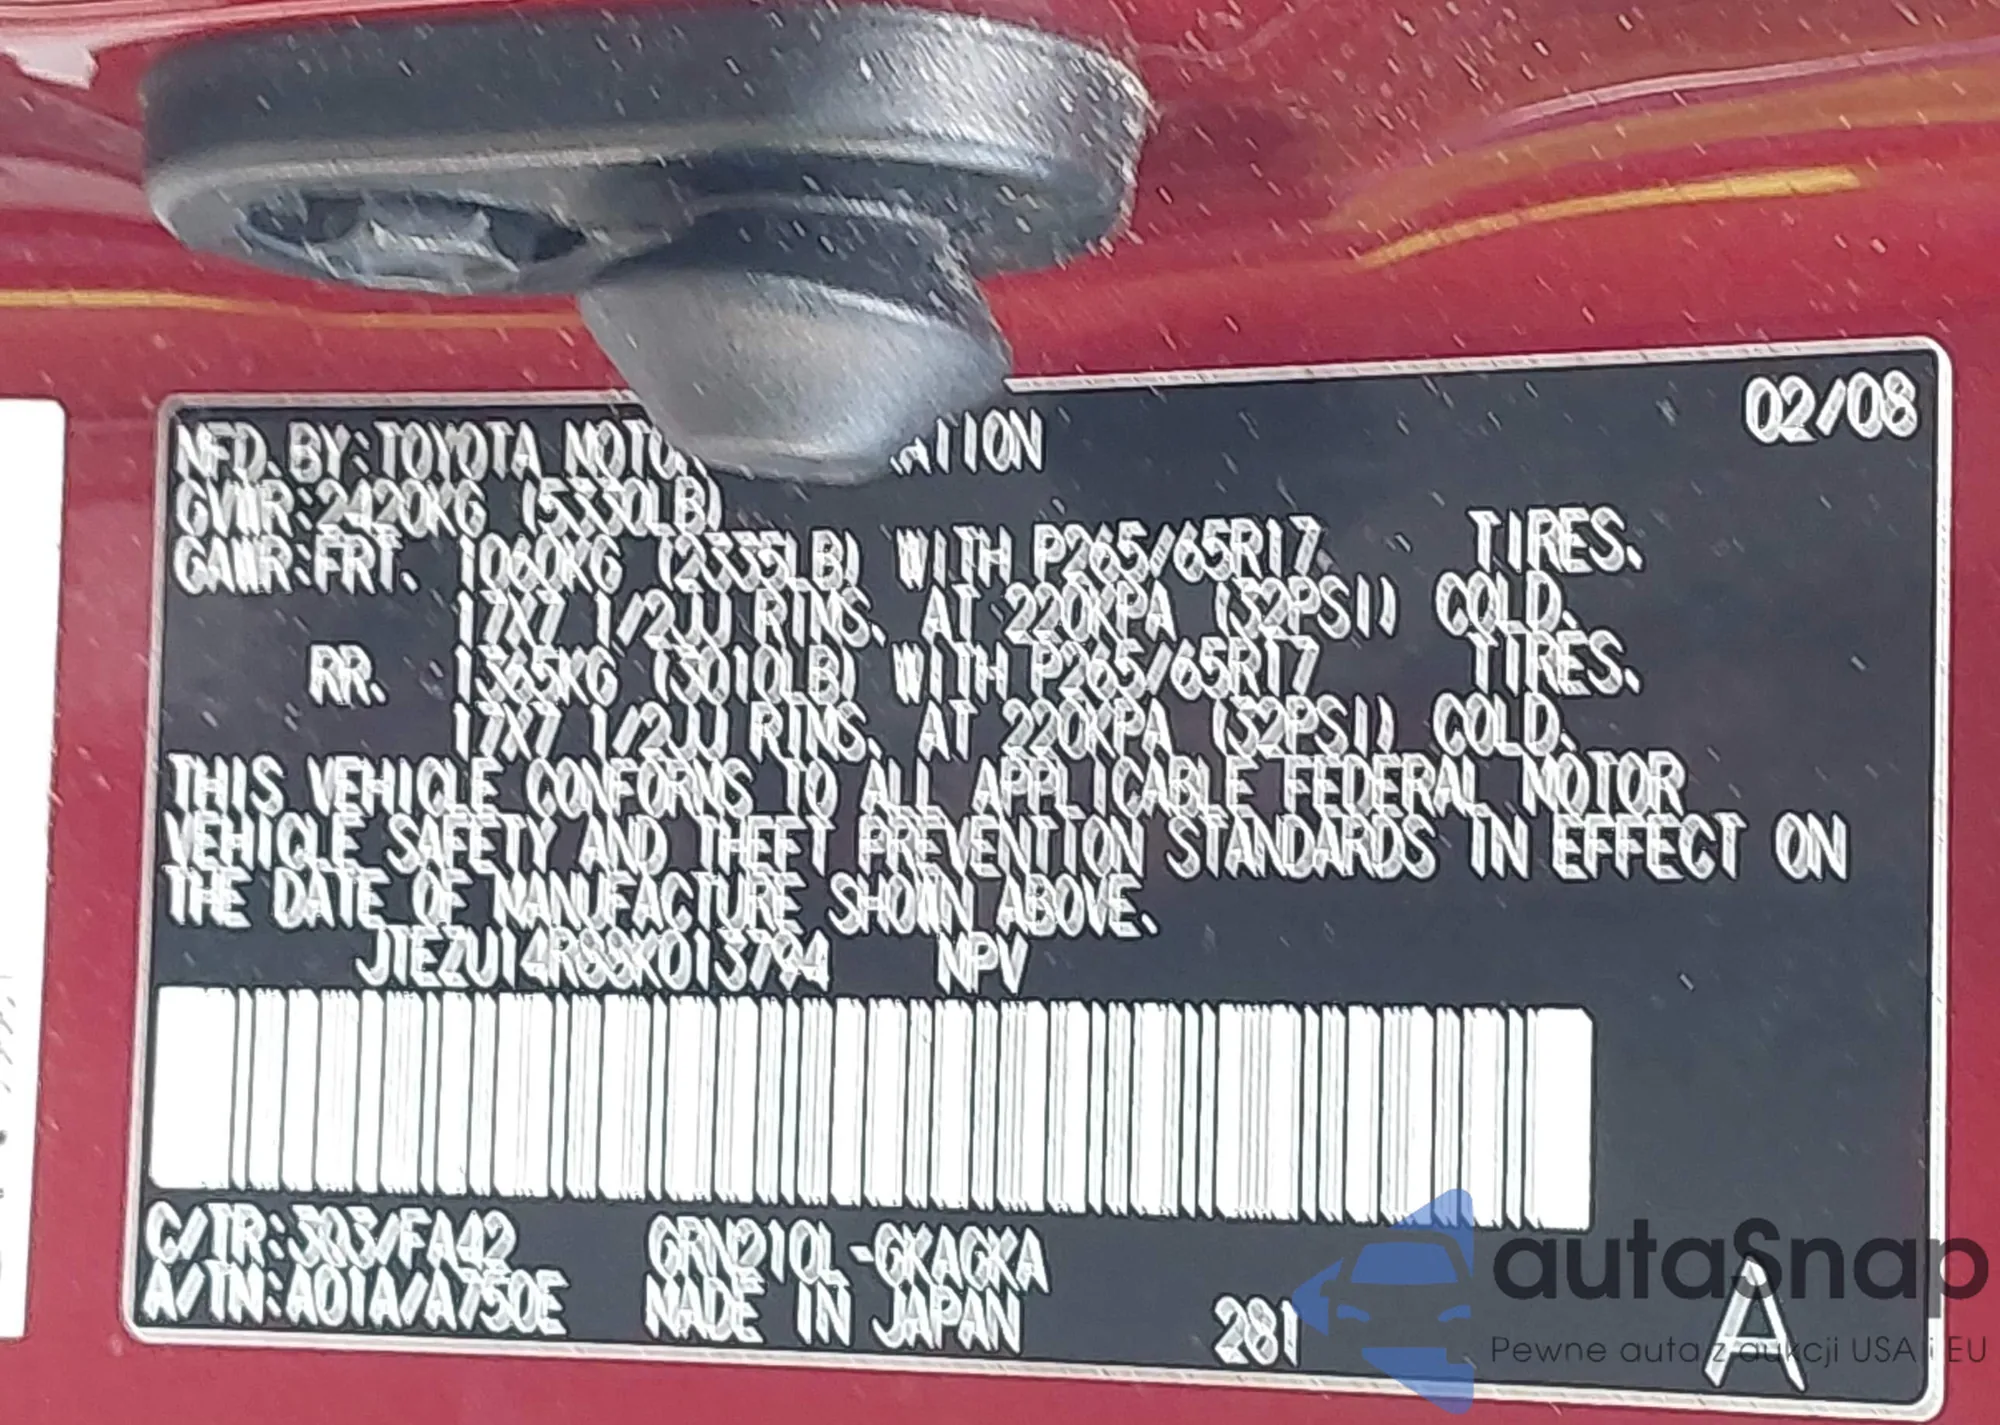 02/08
MFD. BY: TOYOTA MOTOR ATION
GVWR: 2420KG (5330LB)
GAWR: FRT. 1060KG (2335LB) WITH P265/65R17 TIRES.
17X7 1/2JJ RIMS. AT 220KPA (32PSI) COLD.
RR. 1365KG (3010LB) WITH P265/65R17 TIRES.
17X7 1/2JJ RIMS. AT 220KPA (32PSI) COLD.
THIS VEHICLE CONFORMS TO ALL APPLICABLE FEDERAL MOTOR
VEHICLE SAFETY AND THEFT PREVENTION STANDARDS IN EFFECT ON
THE DATE OF MANUFACTURE SHOWN ABOVE.
JTEZU14R88K013794 MPV
C/TR: 3Q3/FA42 GRN210L-GKAGKA
A/TM: A01A/A750E MADE IN JAPAN 281 A
autaSnap
Pewne auta z aukcji USA i EU